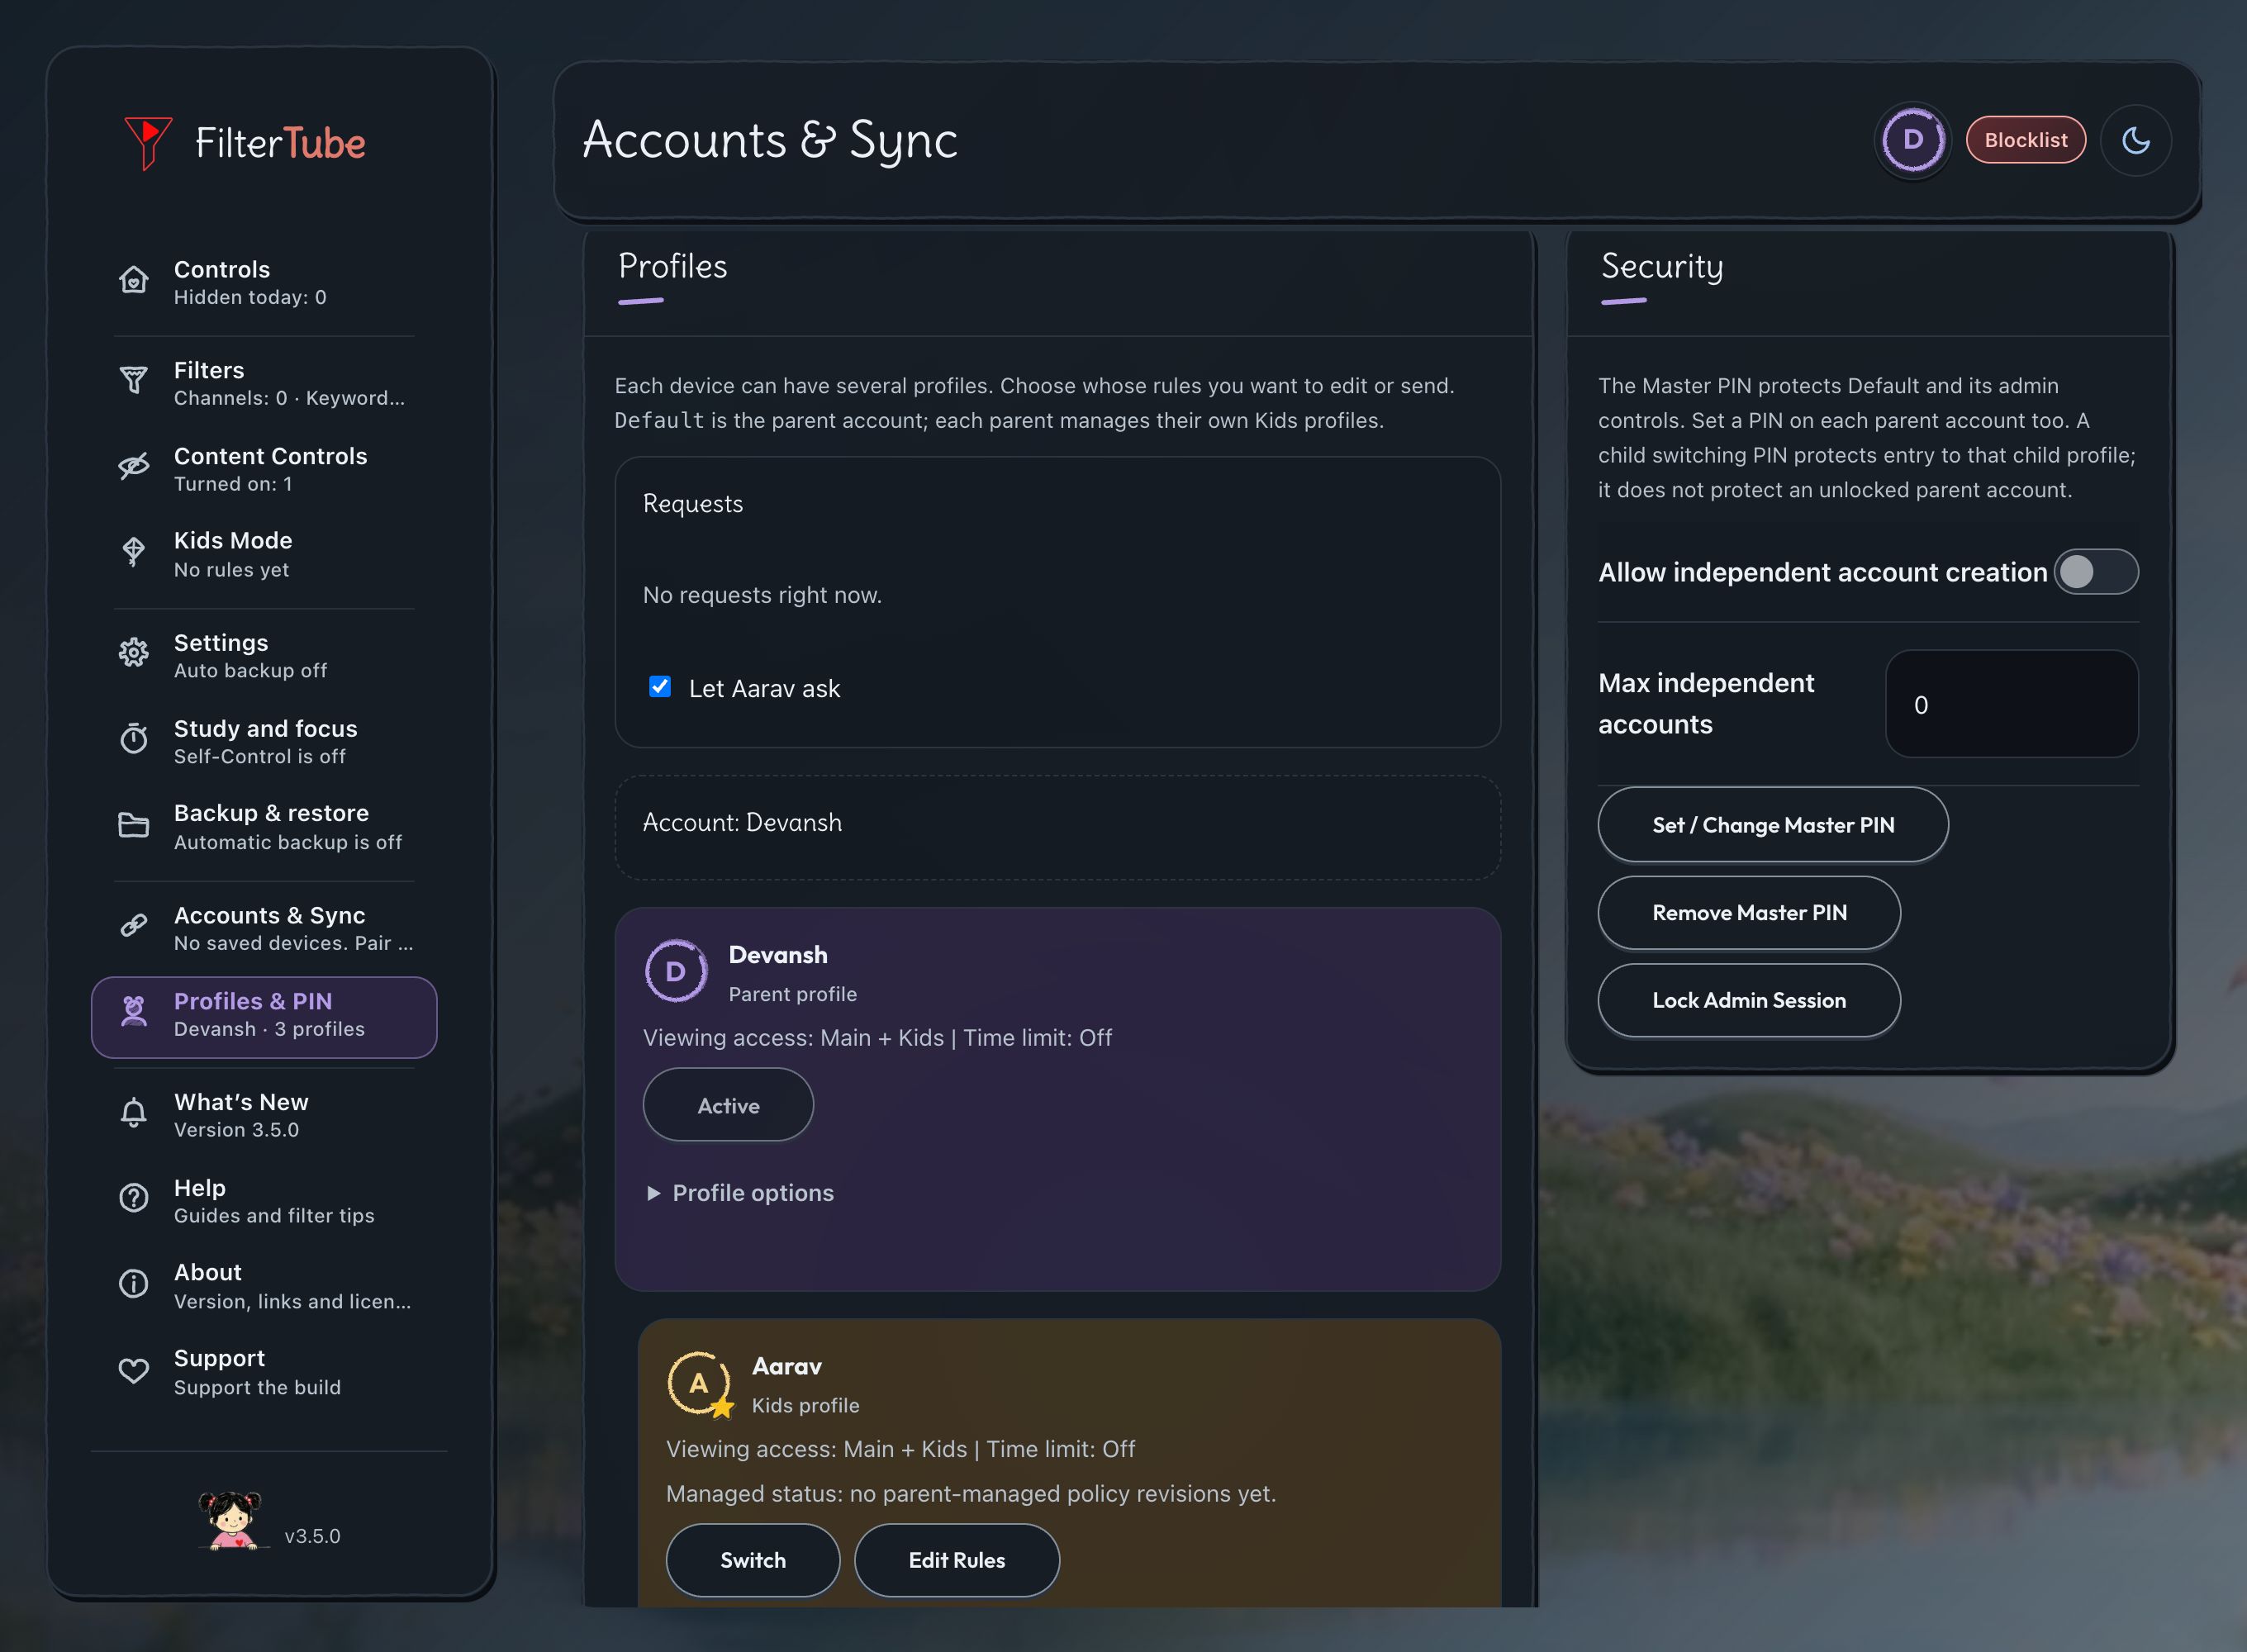 FilterTube
Controls
Hidden today: 0
Filters
Channels: 0 · Keyword...
Content Controls
Turned on: 1
Kids Mode
No rules yet
Settings
Auto backup off
Study and focus
Self-Control is off
Backup & restore
Automatic backup is off
Accounts & Sync
No saved devices. Pair ...
Profiles & PIN
Devansh · 3 profiles
What’s New
Version 3.5.0
Help
Guides and filter tips
About
Version, links and licen...
Support
Support the build
v3.5.0
Accounts & Sync
D
Blocklist
Profiles
Each device can have several profiles. Choose whose rules you want to edit or send.
Default is the parent account; each parent manages their own Kids profiles.
Requests
No requests right now.
Let Aarav ask
Account: Devansh
D
Devansh
Parent profile
Viewing access: Main + Kids | Time limit: Off
Active
Profile options
A
Aarav
Kids profile
Viewing access: Main + Kids | Time limit: Off
Managed status: no parent-managed policy revisions yet.
Switch
Edit Rules
Security
The Master PIN protects Default and its admin
controls. Set a PIN on each parent account too. A
child switching PIN protects entry to that child profile;
it does not protect an unlocked parent account.
Allow independent account creation
Max independent
accounts
0
Set / Change Master PIN
Remove Master PIN
Lock Admin Session